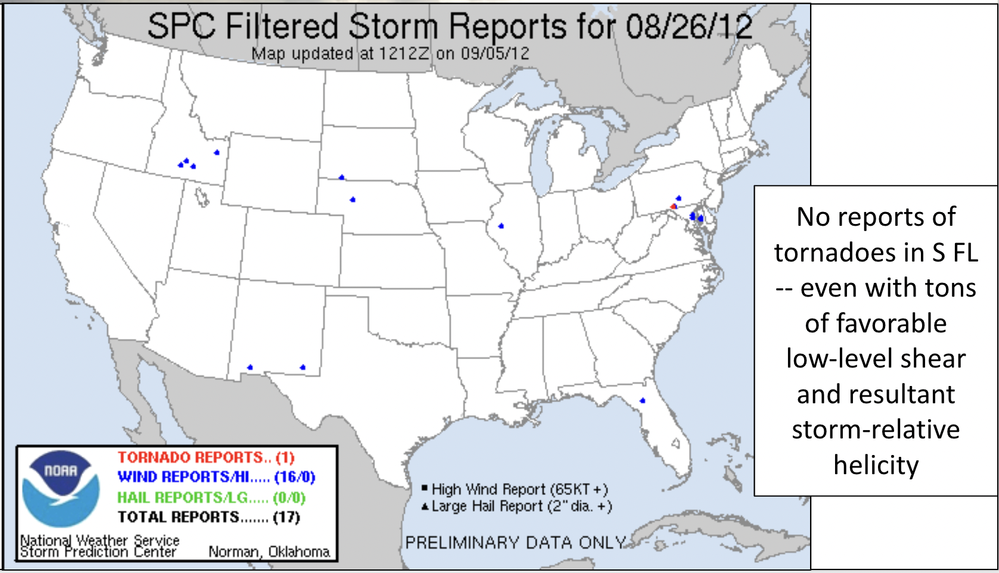 SPC Filtered Storm Reports for 08/26/12
Map updated at 1212Z on 09/05/12
No reports of
tornadoes in S FL
-- even with tons
of favorable
low-level shear
and resultant
storm-relative
helicity
NOAA
TORNADO REPORTS.. (1)
WIND REPORTS/HI..... (16/0)
HAIL REPORTS/LG..... (0/0)
TOTAL REPORTS....... (17)
National Weather Service
Storm Prediction Center Norman, Oklahoma
High Wind Report (65KT +)
Large Hail Report (2" dia. +)
PRELIMINARY DATA ONLY